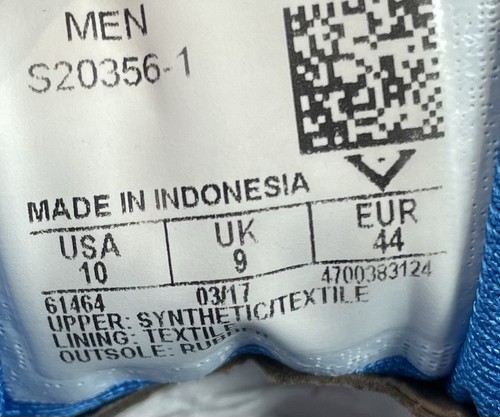 MEN
S20356-1
MADE IN INDONESIA
USA UK EUR
10 9 44
61464 03/17 4700383124
UPPER: SYNTHETIC/TEXTILE
LINING: TEXTILE
OUTSOLE: